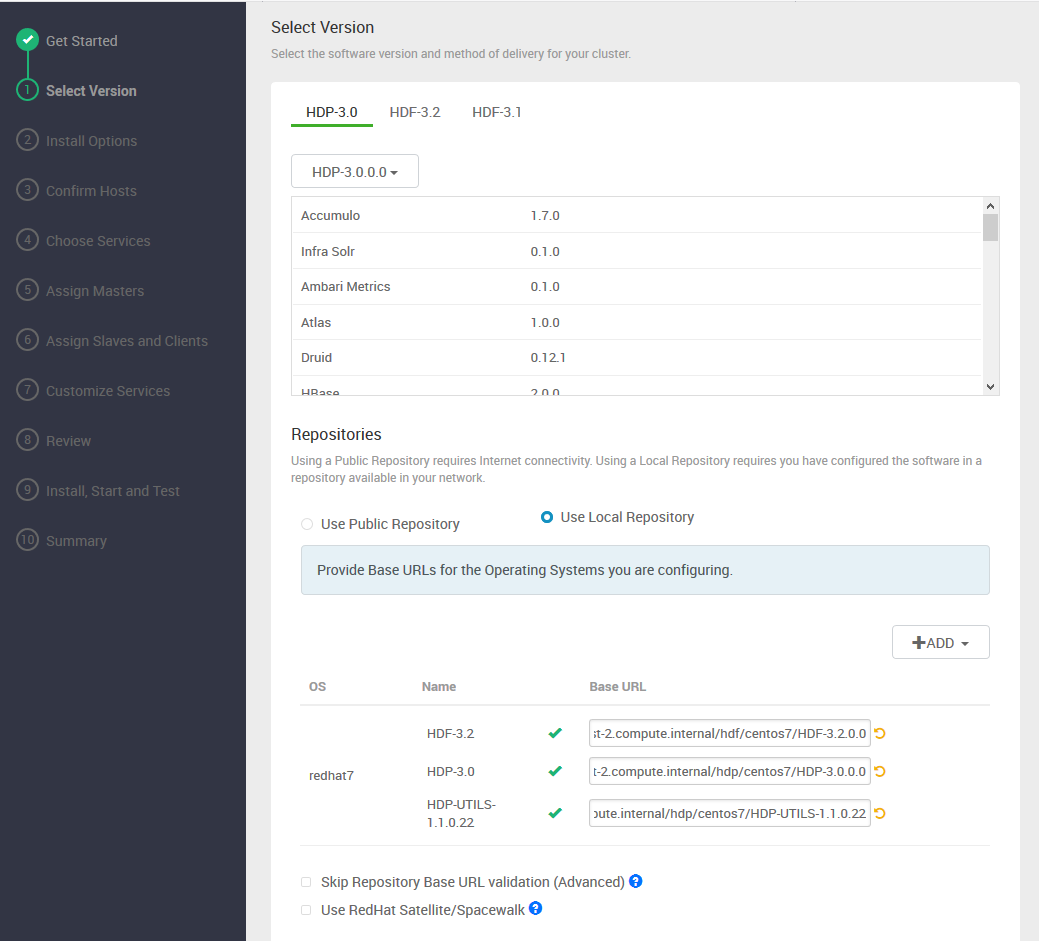 Get Started
1 Select Version
2 Install Options
3 Confirm Hosts
4 Choose Services
5 Assign Masters
6 Assign Slaves and Clients
7 Customize Services
8 Review
9 Install, Start and Test
10 Summary
Select Version
Select the software version and method of delivery for your cluster.
HDP-3.0 HDF-3.2 HDF-3.1
HDP-3.0.0.0
Accumulo 1.7.0
Infra Solr 0.1.0
Ambari Metrics 0.1.0
Atlas 1.0.0
Druid 0.12.1
HBase 2.0.0
Repositories
Using a Public Repository requires Internet connectivity. Using a Local Repository requires you have configured the software in a
repository available in your network.
Use Public Repository Use Local Repository
Provide Base URLs for the Operating Systems you are configuring.
ADD
OS Name Base URL
redhat7
HDF-3.2 st-2.compute.internal/hdf/centos7/HDF-3.2.0.0
HDP-3.0 t-2.compute.internal/hdp/centos7/HDP-3.0.0.0
HDP-UTILS-
1.1.0.22 pute.internal/hdp/centos7/HDP-UTILS-1.1.0.22
Skip Repository Base URL validation (Advanced) ?
Use RedHat Satellite/Spacewalk ?